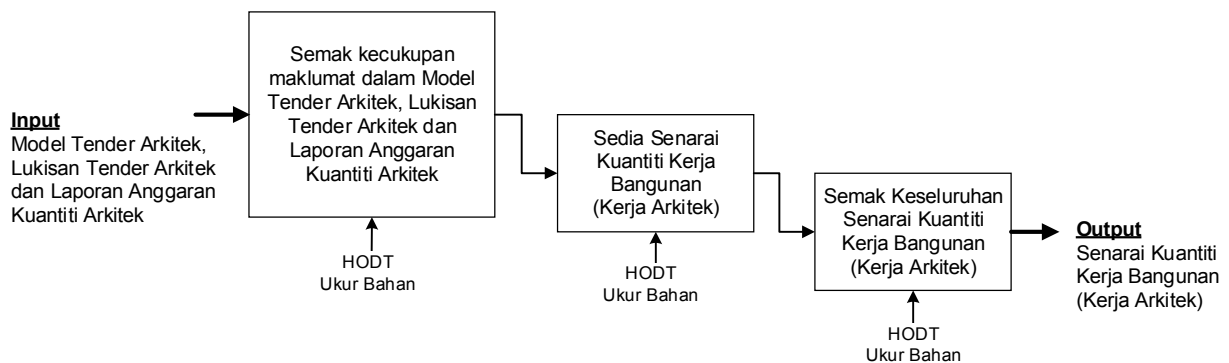 Input
Model Tender Arkitek,
Lukisan Tender Arkitek
dan Laporan Anggaran
Kuantiti Arkitek
Semak kecukupan
maklumat dalam Model
Tender Arkitek, Lukisan
Tender Arkitek dan
Laporan Anggaran
Kuantiti Arkitek
HODT
Ukur Bahan
Sedia Senarai
Kuantiti Kerja
Bangunan
(Kerja Arkitek)
HODT
Ukur Bahan
Semak Keseluruhan
Senarai Kuantiti
Kerja Bangunan
(Kerja Arkitek)
HODT
Ukur Bahan
Output
Senarai Kuantiti
Kerja Bangunan
(Kerja Arkitek)